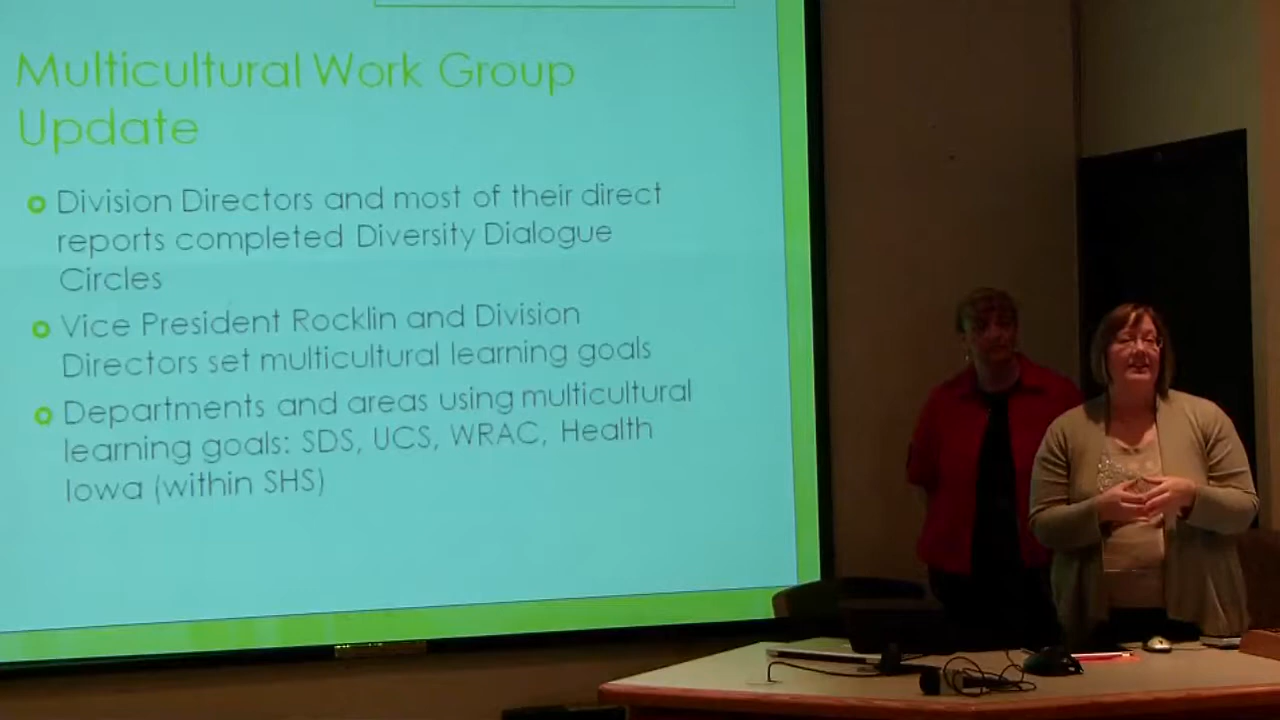 Multicultural Work Group
Update
Division Directors and most of their direct
reports completed Diversity Dialogue
Circles
Vice President Rocklin and Division
Directors set multicultural learning goals
Departments and areas using multicultural
learning goals: SDS, UCS, WRAC, Health
Iowa (within SHS)